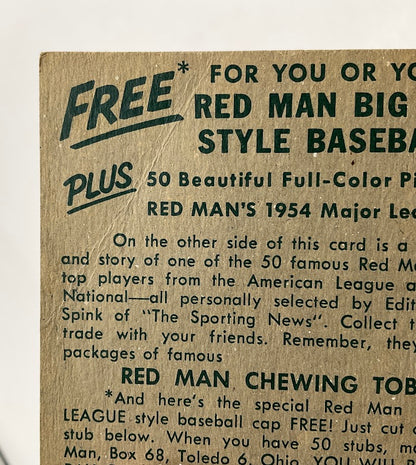 FREE* FOR YOU OR YO
RED MAN BIG
STYLE BASEBA
PLUS 50 Beautiful Full-Color Pi
RED MAN'S 1954 Major Lea
On the other side of this card is a
and story of one of the 50 famous Red Ma
top players from the American League a
National—all personally selected by Edit
Spink of "The Sporting News". Collect t
trade with your friends. Remember, they
packages of famous
RED MAN CHEWING TOB
*And here's the special Red Man
LEAGUE style baseball cap FREE! Just cut o
stub below. When you have 50 stubs, m
Man, Box 68, Toledo 6, Ohio. YOU WILL R